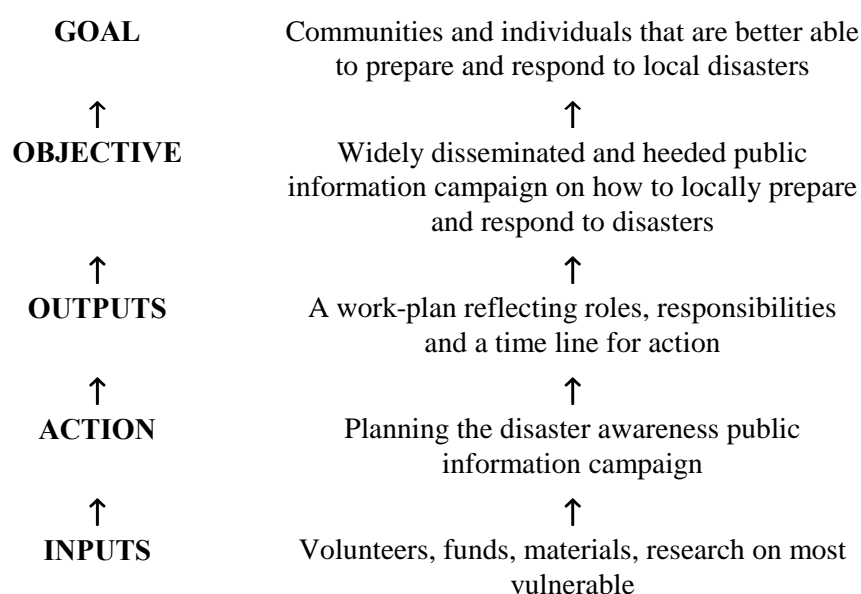 GOAL Communities and individuals that are better able
to prepare and respond to local disasters
↑ ↑
OBJECTIVE Widely disseminated and heeded public
information campaign on how to locally prepare
and respond to disasters
↑ ↑
OUTPUTS A work-plan reflecting roles, responsibilities
and a time line for action
↑ ↑
ACTION Planning the disaster awareness public
information campaign
↑ ↑
INPUTS Volunteers, funds, materials, research on most
vulnerable